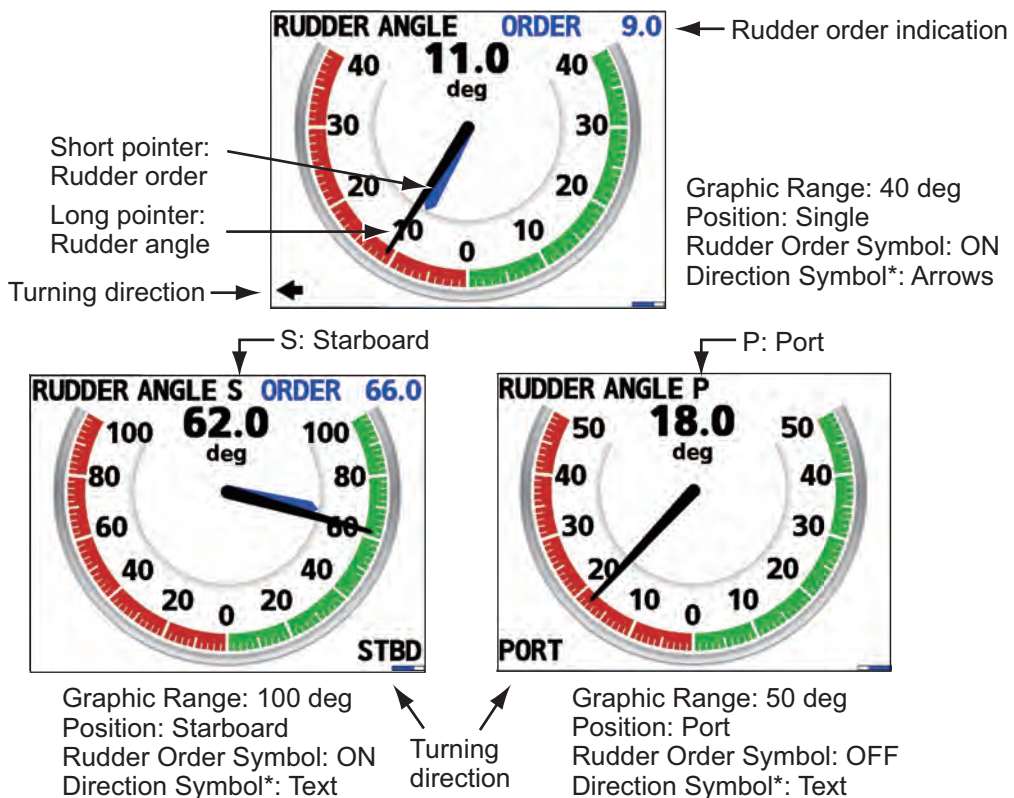 RUDDER ANGLE ORDER 9.0
Rudder order indication
11.0
deg
40 40
30 30
20 20
10 10
0
Short pointer:
Rudder order
Long pointer:
Rudder angle
Turning direction
Graphic Range: 40 deg
Position: Single
Rudder Order Symbol: ON
Direction Symbol*: Arrows
S: Starboard
RUDDER ANGLE S ORDER 66.0
62.0
deg
100 100
80 80
60 60
40 40
20 20
0
STBD
Graphic Range: 100 deg
Position: Starboard
Rudder Order Symbol: ON
Direction Symbol*: Text
Turning
direction
P: Port
RUDDER ANGLE P
18.0
deg
50 50
40 40
30 30
20 20
10 10
0
PORT
Graphic Range: 50 deg
Position: Port
Rudder Order Symbol: OFF
Direction Symbol*: Text